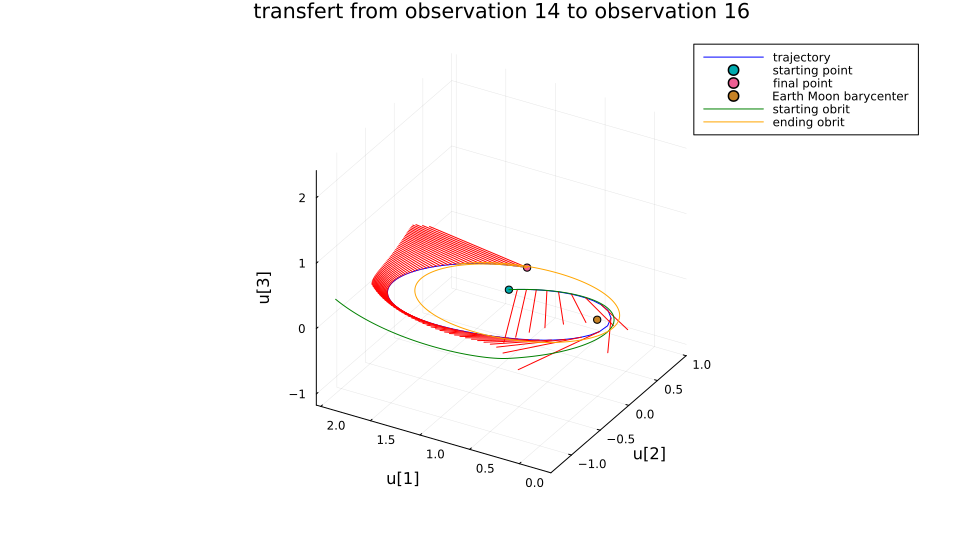 transfert from observation 14 to observation 16
trajectory
starting point
final point
Earth Moon barycenter
starting obrit
ending obrit
2
1
0
−1
u[3]
2.0
1.5
1.0
0.5
0.0
u[1]
1.0
0.5
0.0
−0.5
−1.0
u[2]